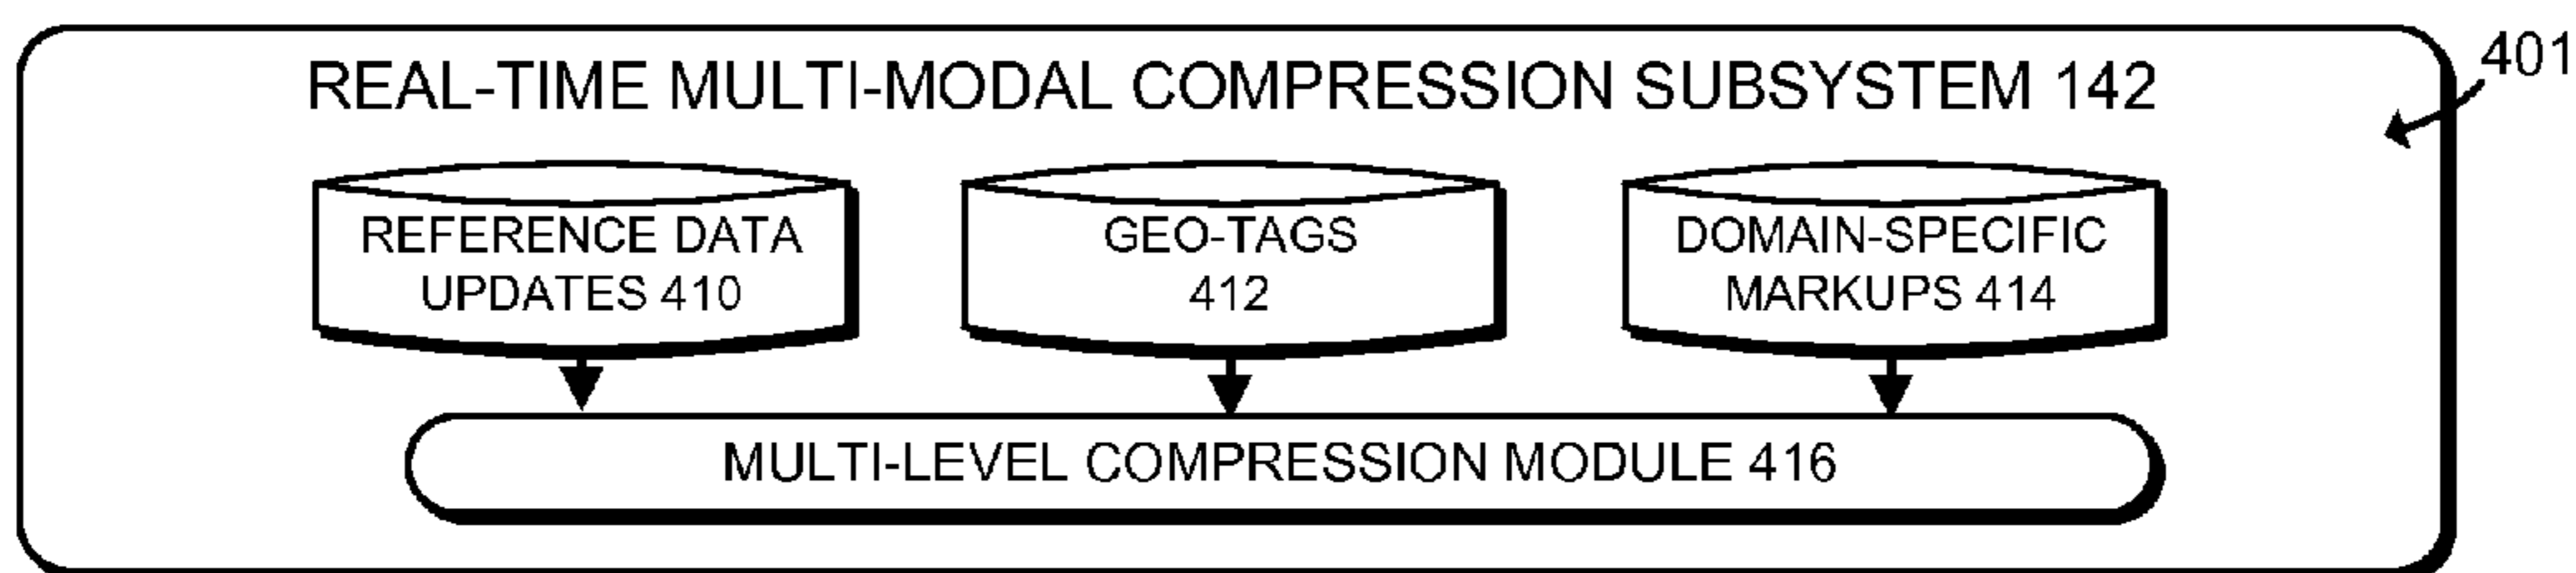 REAL-TIME MULTI-MODAL COMPRESSION SUBSYSTEM 142
401
REFERENCE DATA
UPDATES 410
GEO-TAGS
412
DOMAIN-SPECIFIC
MARKUPS 414
MULTI-LEVEL COMPRESSION MODULE 416